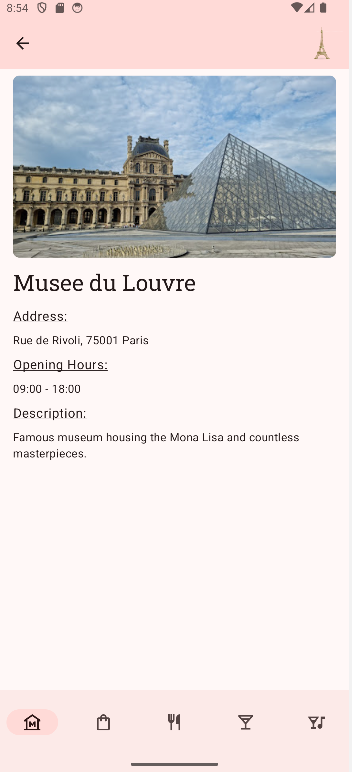 8:54
Musee du Louvre
Address:
Rue de Rivoli, 75001 Paris
Opening Hours:
09:00 - 18:00
Description:
Famous museum housing the Mona Lisa and countless
masterpieces.